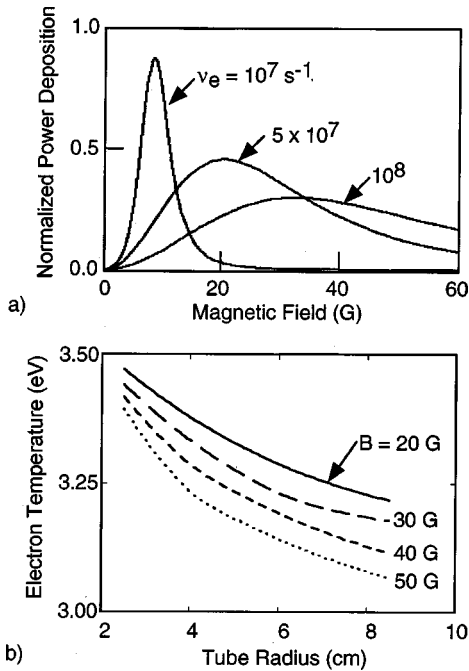 1.0
ν_e = 10^7 s^-1
5 x 10^7
0.5
10^8
0.0
0 20 40 60
Normalized Power Deposition
Magnetic Field (G)
a)
3.50
B = 20 G
3.25
30 G
40 G
50 G
3.00
2 4 6 8 10
Electron Temperature (eV)
Tube Radius (cm)
b)